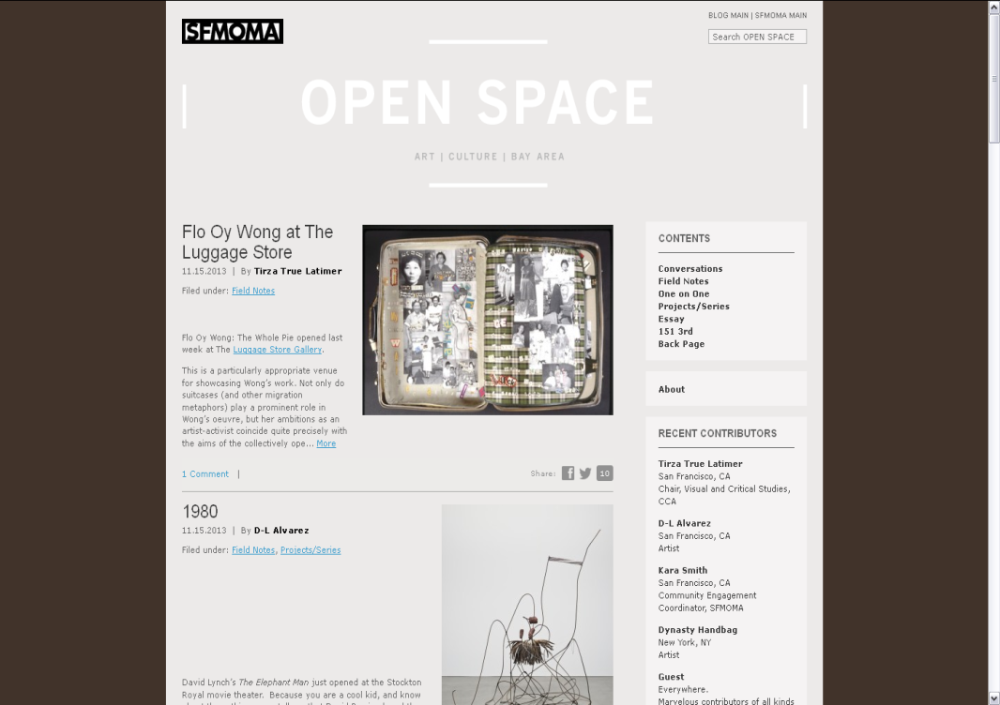 SFMOMA
BLOG MAIN | SFMOMA MAIN
Search OPEN SPACE
OPEN SPACE
ART | CULTURE | BAY AREA
Flo Oy Wong at The
Luggage Store
11.15.2013 | By Tirza True Latimer
Filed under: Field Notes
Flo Oy Wong: The Whole Pie opened last
week at The Luggage Store Gallery.
This is a particularly appropriate venue
for showcasing Wong's work. Not only do
suitcases (and other migration
metaphors) play a prominent role in
Wong's oeuvre, but her ambitions as an
artist-activist coincide quite precisely with
the aims of the collectively ope... More
1 Comment |
Share: 10
1980
11.15.2013 | By D-L Alvarez
Filed under: Field Notes, Projects/Series
David Lynch's The Elephant Man just opened at the Stockton
Royal movie theater. Because you are a cool kid, and know
CONTENTS
Conversations
Field Notes
One on One
Projects/Series
Essay
151 3rd
Back Page
About
RECENT CONTRIBUTORS
Tirza True Latimer
San Francisco, CA
Chair, Visual and Critical Studies,
CCA
D-L Alvarez
San Francisco, CA
Artist
Kara Smith
San Francisco, CA
Community Engagement
Coordinator, SFMOMA
Dynasty Handbag
New York, NY
Artist
Guest
Everywhere.
Marvelous contributors of all kinds